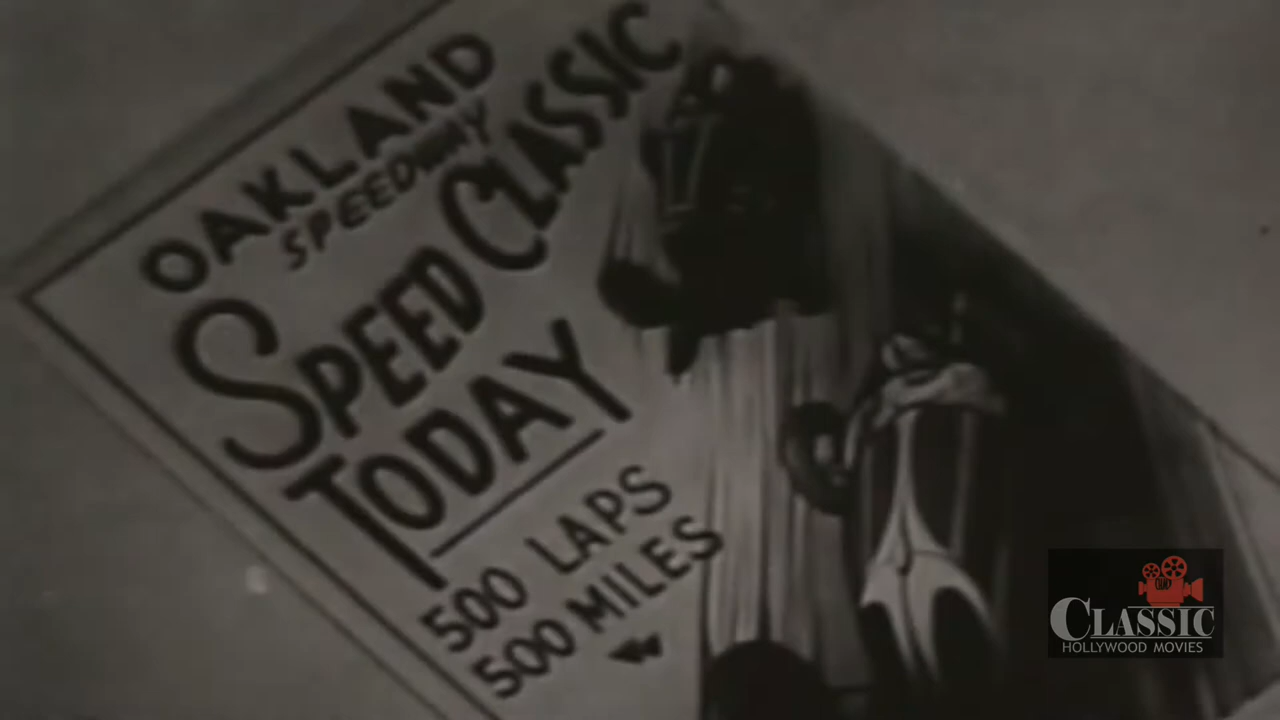 OAKLAND
SPEEDWAY
SPEED CLASSIC
TODAY
500 LAPS
500 MILES
CLASSIC
HOLLYWOOD MOVIES